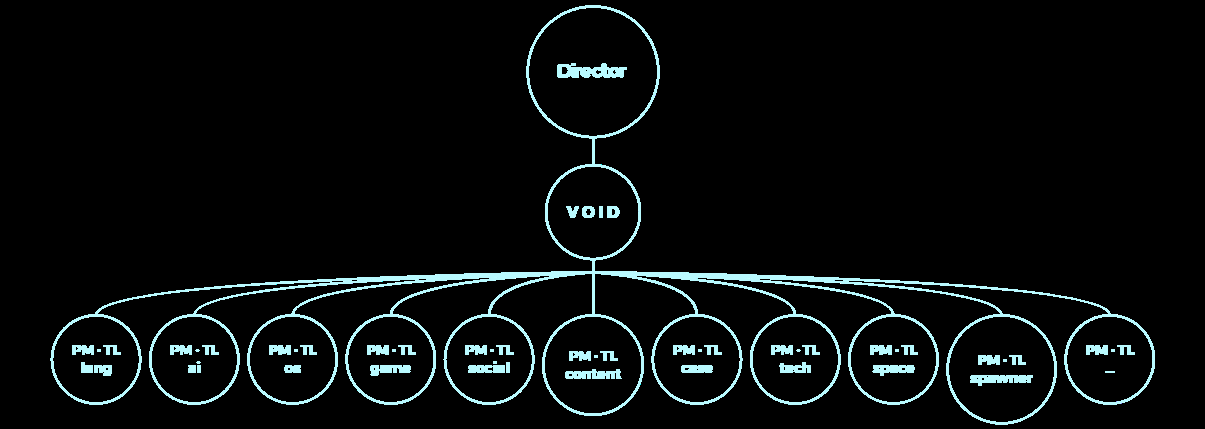 Director
V O I D
PM - TL
lang
PM - TL
ai
PM - TL
os
PM - TL
game
PM - TL
social
PM - TL
content
PM - TL
case
PM - TL
tech
PM - TL
space
PM - TL
spawner
PM - TL
_